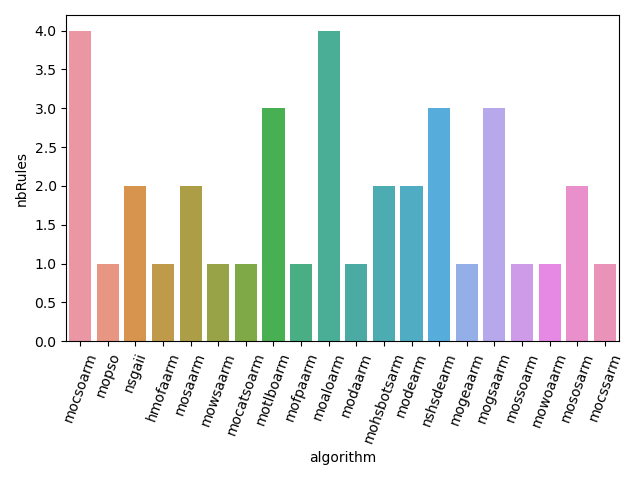 4.0
3.5
3.0
2.5
2.0
1.5
1.0
0.5
0.0
nbRules
mocsoarm
mopso
nsgaii
hmofaarm
mosaarm
mowsaarm
mocatsoarm
motlboarm
mofpaarm
moaloarm
modaarm
mohsbotsarm
modearm
nshsdearm
mogeaarm
mogsaarm
mossoarm
mowoaarm
mososarm
mocssarm
algorithm